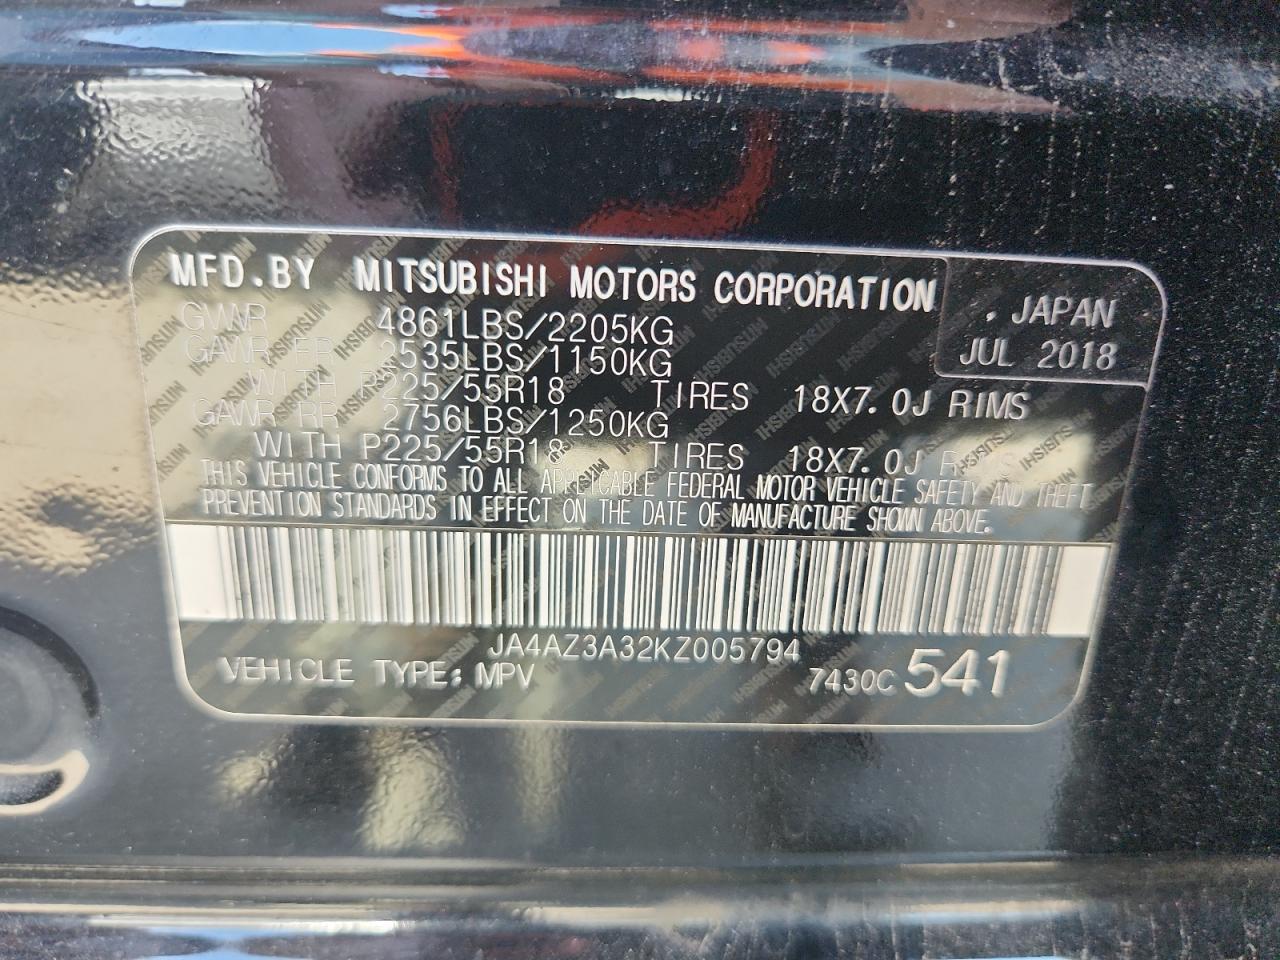 MFD.BY MITSUBISHI MOTORS CORPORATION
. JAPAN
JUL 2018
GVWR 4861LBS/2205KG
GAWR FR 2535LBS/1150KG
WITH P225/55R18 TIRES 18X7.0J RIMS
GAWR RR 2756LBS/1250KG
WITH P225/55R18 TIRES 18X7.0J RIMS
THIS VEHICLE CONFORMS TO ALL APPLICABLE FEDERAL MOTOR VEHICLE SAFETY AND THEFT
PREVENTION STANDARDS IN EFFECT ON THE DATE OF MANUFACTURE SHOWN ABOVE.
JA4AZ3A32KZ005794
VEHICLE TYPE: MPV 7430C 541